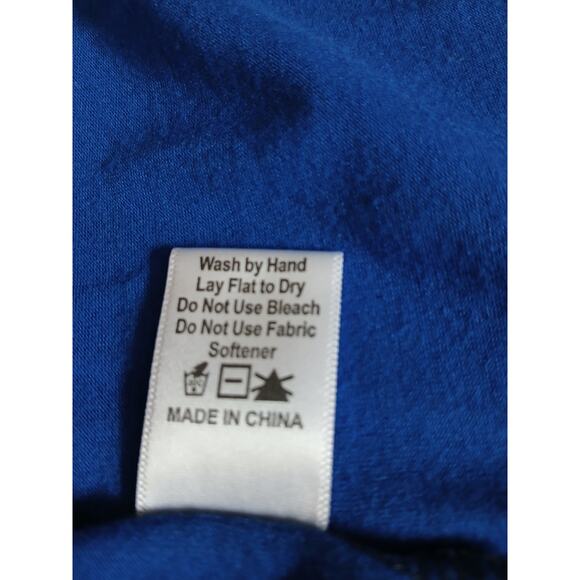 Wash by Hand
Lay Flat to Dry
Do Not Use Bleach
Do Not Use Fabric
Softener
MADE IN CHINA